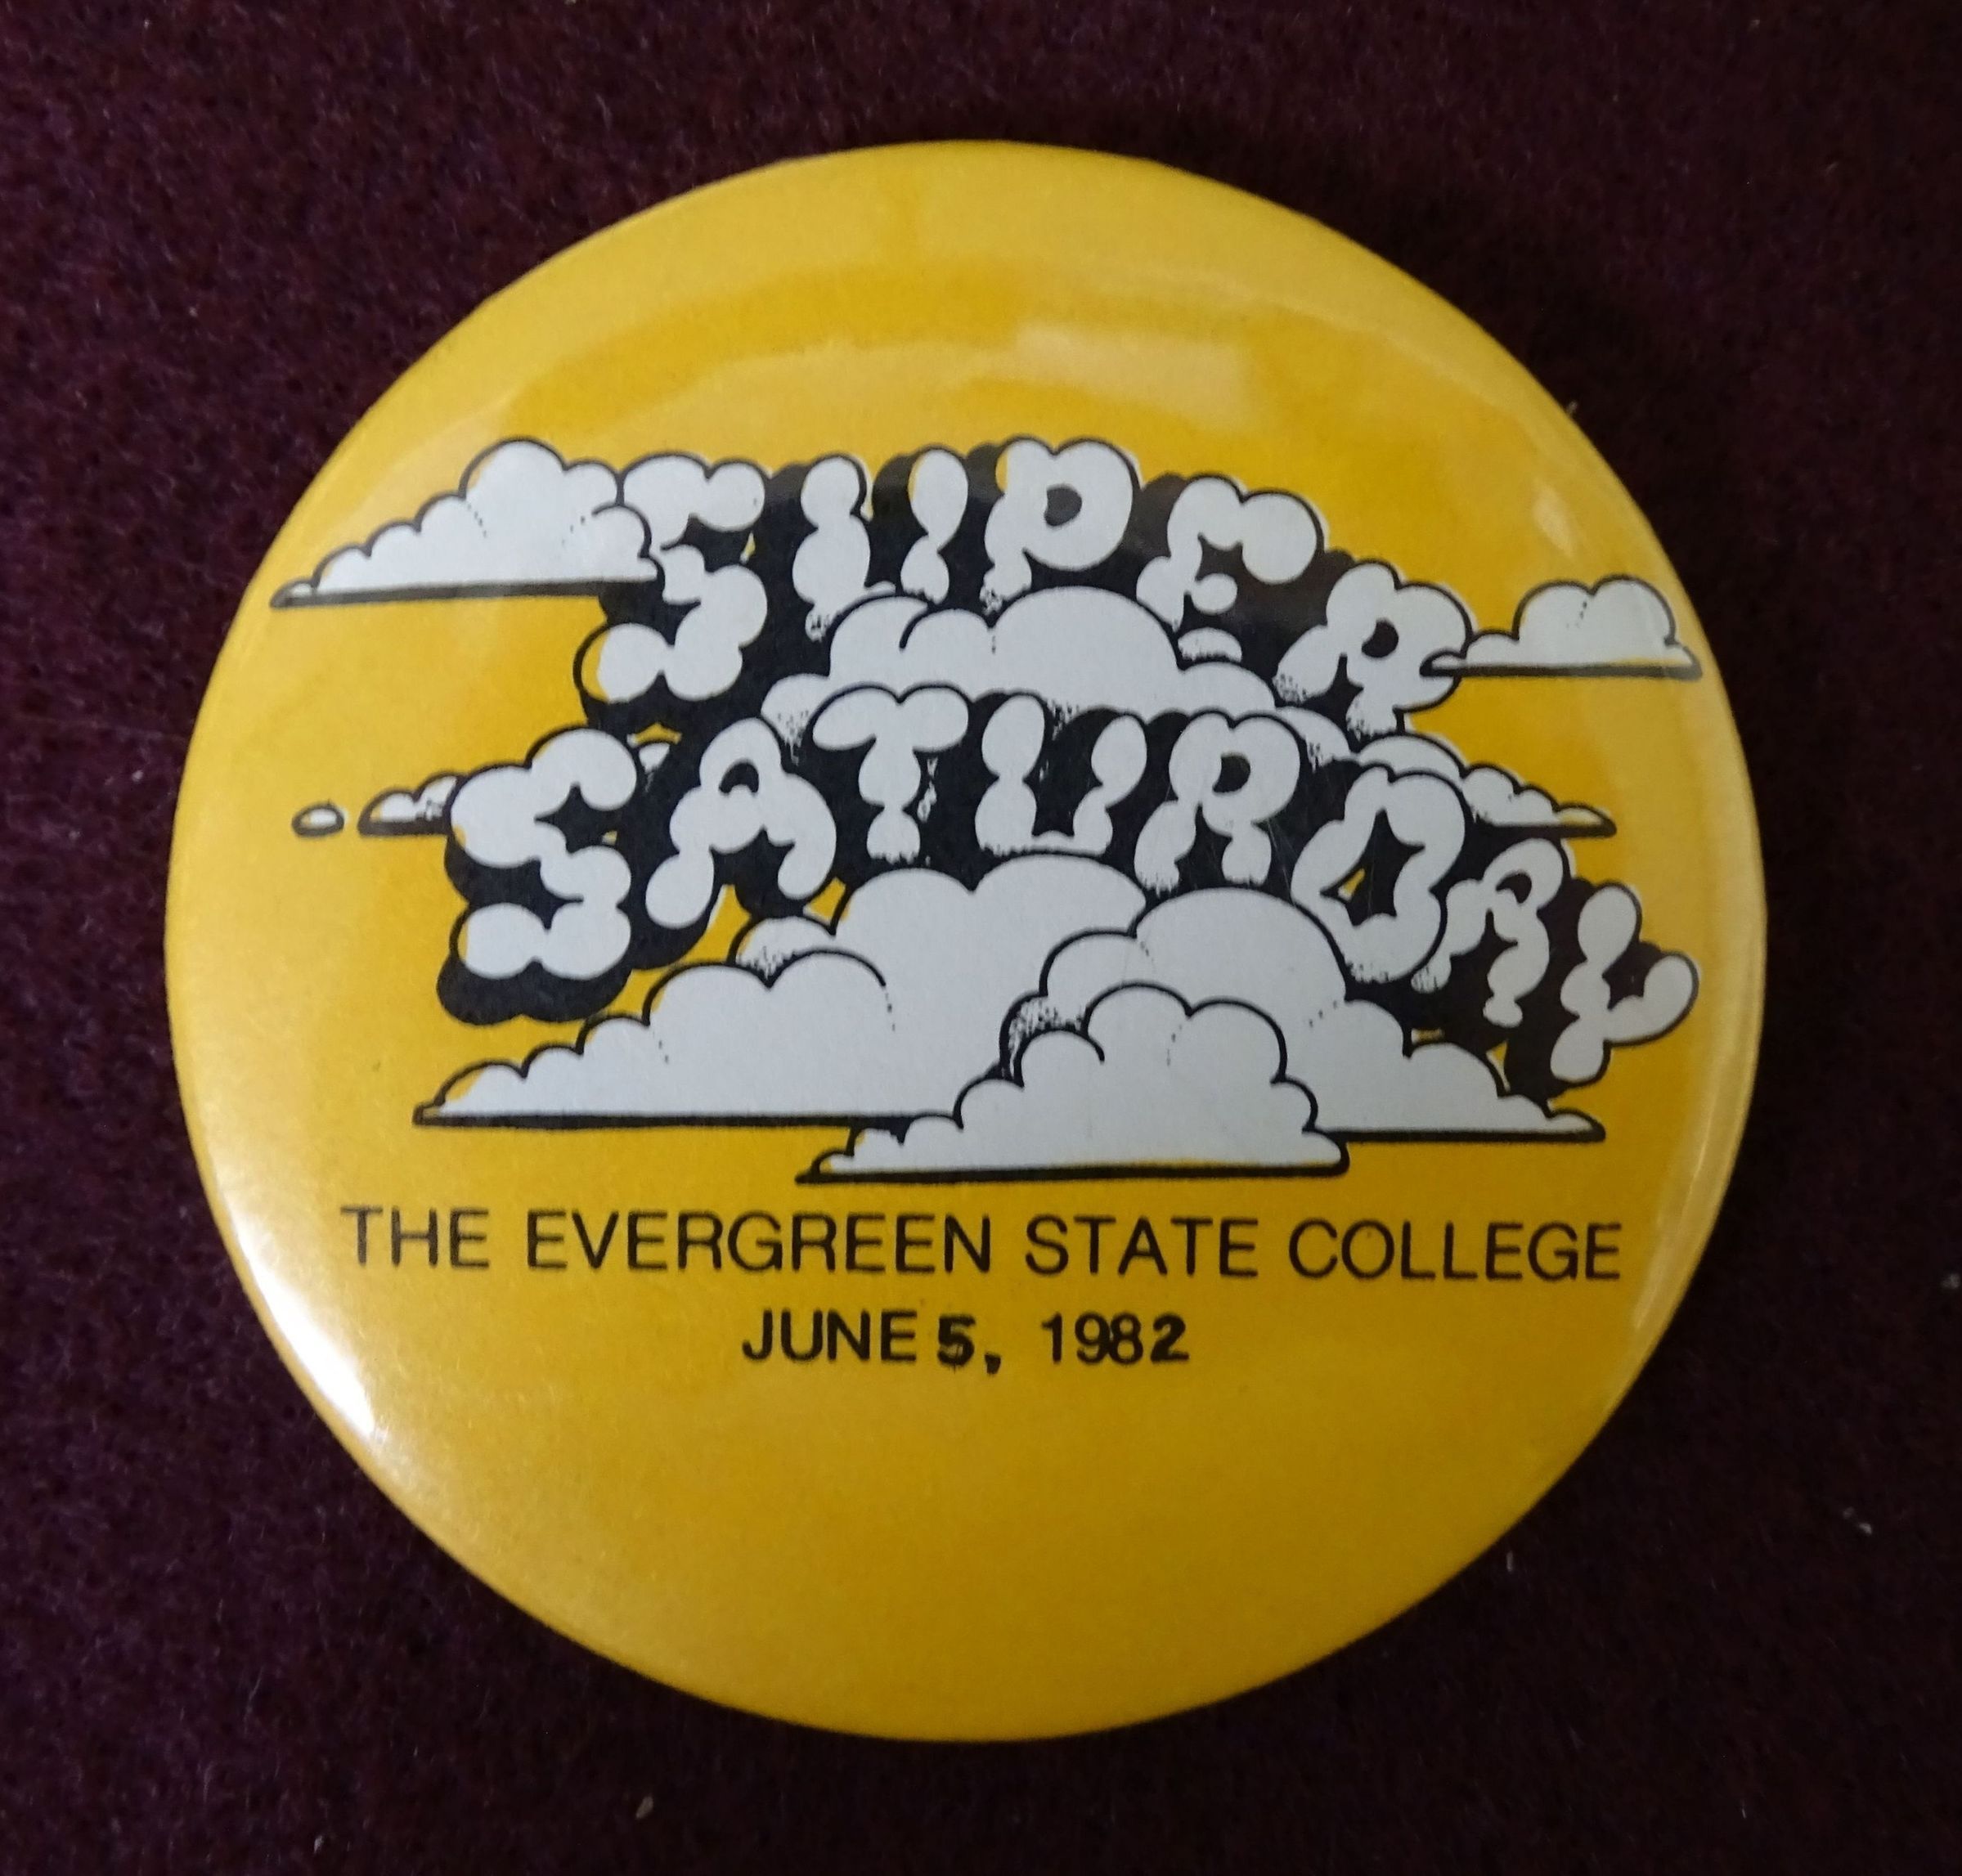 SUPER
SATURDAY
THE EVERGREEN STATE COLLEGE
JUNE 5, 1982